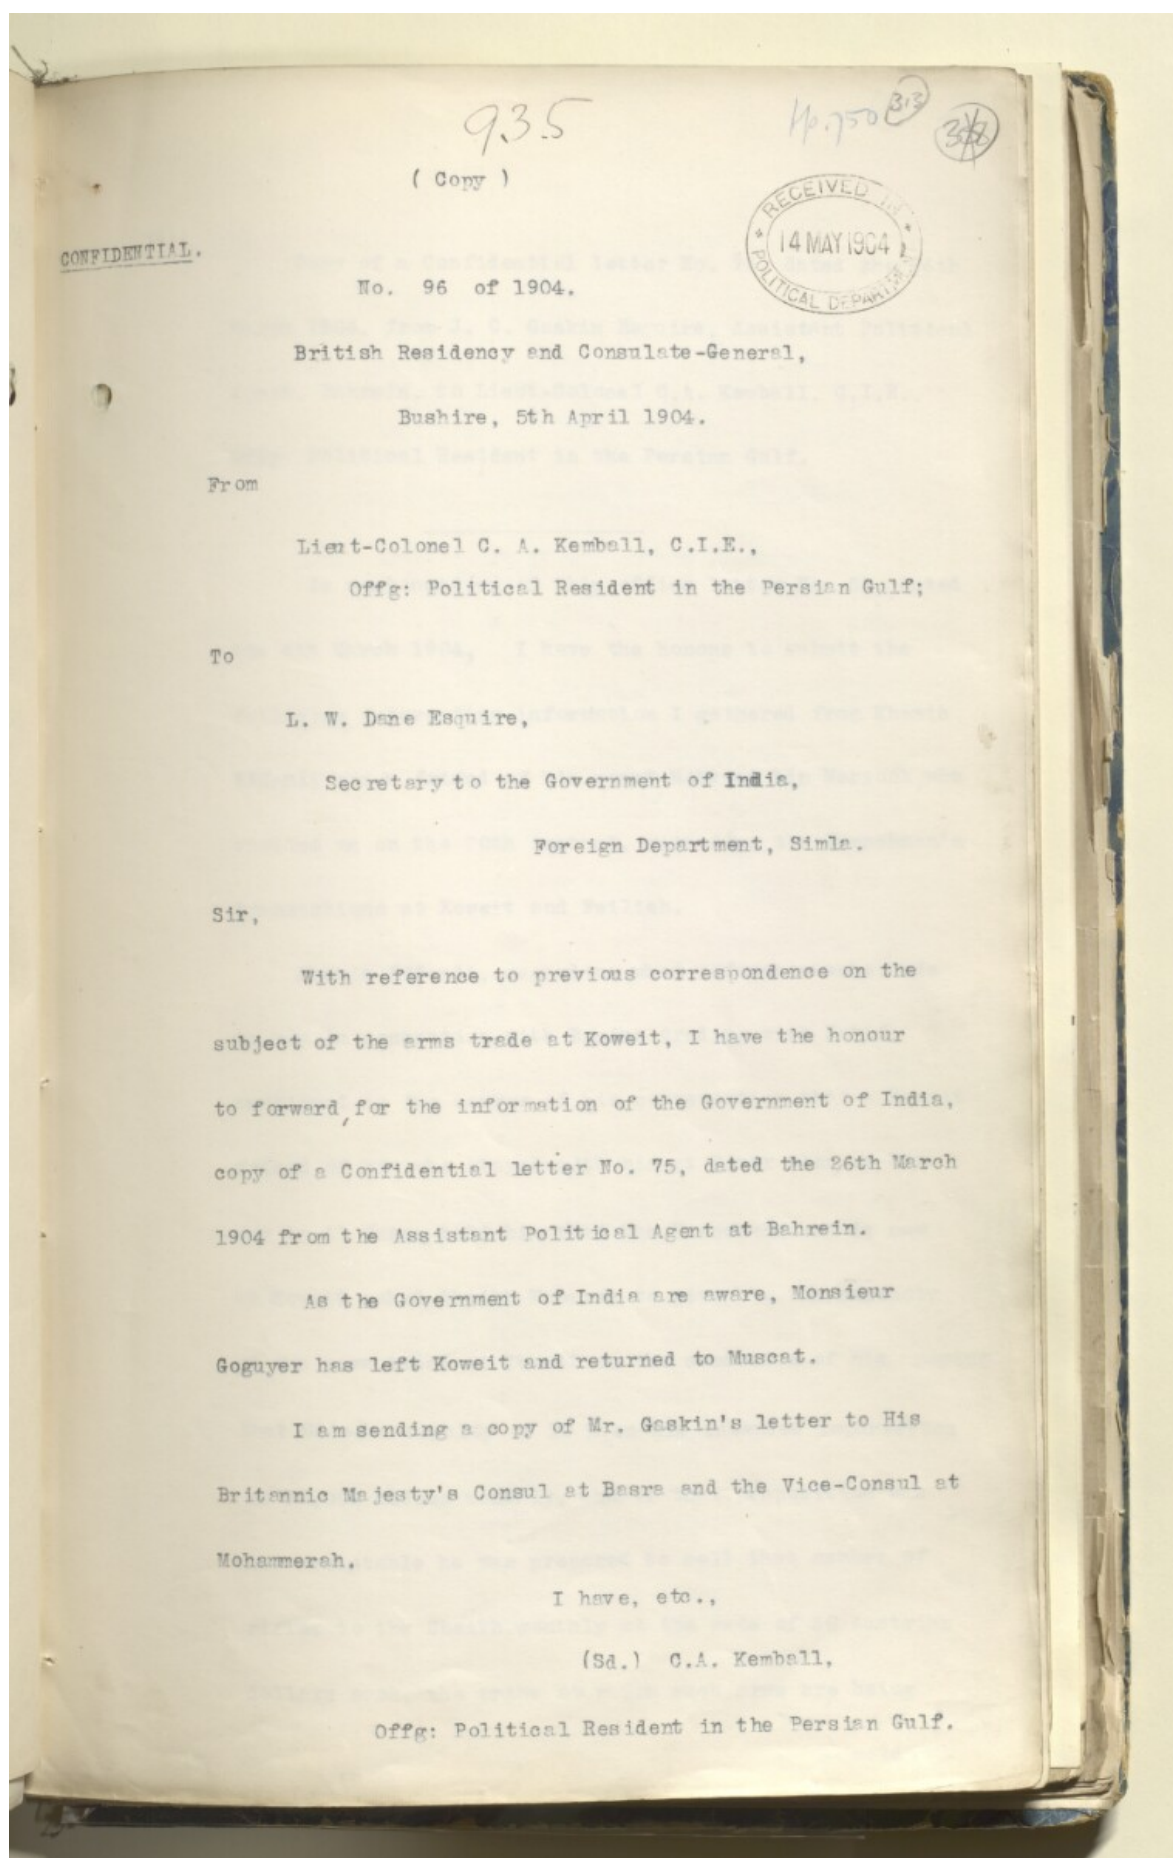 935
313
( Copy )
RECEIVED IN
14 MAY 1904
POLITICAL DEPARTMENT
CONFIDENTIAL.
No. 96 of 1904.
British Residency and Consulate-General,
Bushire, 5th April 1904.
From
Lieut-Colonel C. A. Kemball, C.I.E.,
Offg: Political Resident in the Persian Gulf;
To
L. W. Dane Esquire,
Secretary to the Government of India,
Foreign Department, Simla.
Sir,
With reference to previous correspondence on the
subject of the arms trade at Koweit, I have the honour
to forward, for the information of the Government of India,
copy of a Confidential letter No. 75, dated the 26th March
1904 from the Assistant Political Agent at Bahrein.
As the Government of India are aware, Monsieur
Goguyer has left Koweit and returned to Muscat.
I am sending a copy of Mr. Gaskin's letter to His
Britannic Majesty's Consul at Basra and the Vice-Consul at
Mohammerah.
I have, etc.,
(Sd.) C.A. Kemball,
Offg: Political Resident in the Persian Gulf.